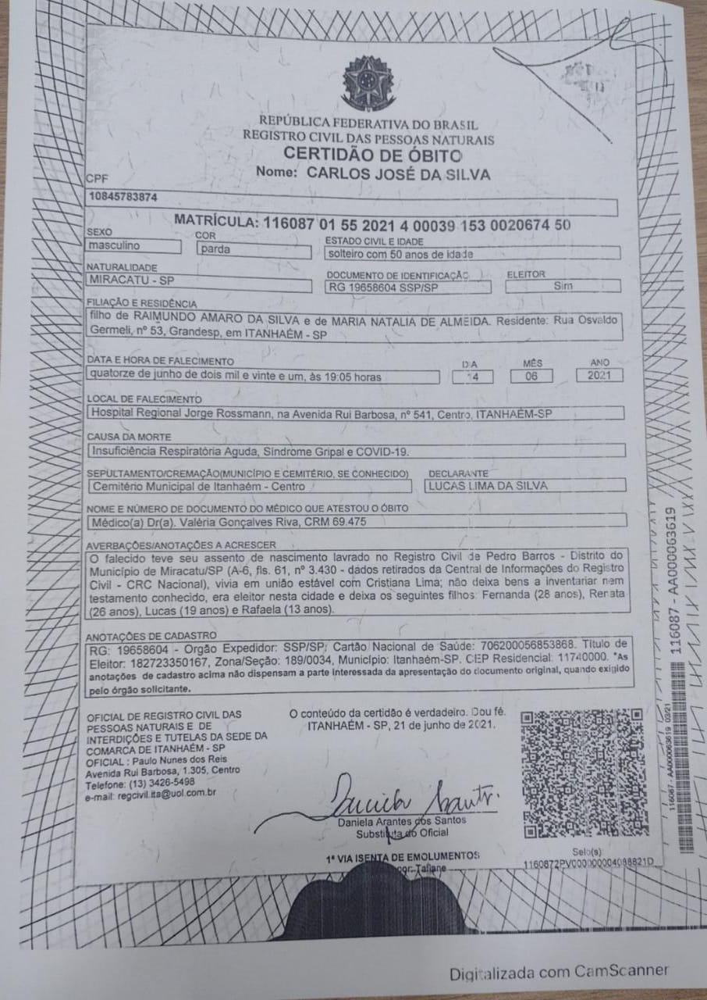 REPÚBLICA FEDERATIVA DO BRASIL
REGISTRO CIVIL DAS PESSOAS NATURAIS
CERTIDÃO DE ÓBITO
Nome: CARLOS JOSÉ DA SILVA
CPF
10845783874
MATRÍCULA: 116087 01 55 2021 4 00039 153 0020674 50
SEXO
masculino
COR
parda
ESTADO CIVIL E IDADE
solteiro com 50 anos de idade
NATURALIDADE
MIRACATU - SP
DOCUMENTO DE IDENTIFICAÇÃO
RG 19658604 SSP/SP
ELEITOR
Sim
FILIAÇÃO E RESIDÊNCIA
filho de RAIMUNDO AMARO DA SILVA e de MARIA NATALIA DE ALMEIDA. Residente: Rua Osvaldo
Germeli, nº 53, Grandesp, em ITANHAÉM - SP
DATA E HORA DE FALECIMENTO
quatorze de junho de dois mil e vinte e um, às 19:05 horas
DIA
14
MÊS
06
ANO
2021
LOCAL DE FALECIMENTO
Hospital Regional Jorge Rossmann, na Avenida Rui Barbosa, nº 541, Centro, ITANHAÉM-SP
CAUSA DA MORTE
Insuficiência Respiratória Aguda, Síndrome Gripal e COVID-19.
SEPULTAMENTO/CREMAÇÃO(MUNICÍPIO E CEMITÉRIO, SE CONHECIDO)
Cemitério Municipal de Itanhaém - Centro
DECLARANTE
LUCAS LIMA DA SILVA
NOME E NÚMERO DE DOCUMENTO DO MÉDICO QUE ATESTOU O ÓBITO
Médico(a) Dr(a). Valéria Gonçalves Riva, CRM 69.475
AVERBAÇÕES/ANOTAÇÕES A ACRESCER
O falecido teve seu assento de nascimento lavrado no Registro Civil de Pedro Barros - Distrito do
Município de Miracatu/SP (A-6, fls. 61, nº 3.430 - dados retirados da Central de Informações do Registro
Civil - CRC Nacional), vivia em união estável com Cristiana Lima; não deixa bens a inventariar nem
testamento conhecido, era eleitor nesta cidade e deixa os seguintes filhos: Fernanda (28 anos), Renata
(26 anos), Lucas (19 anos) e Rafaela (13 anos).
ANOTAÇÕES DE CADASTRO
RG: 19658604 - Orgão Expedidor: SSP/SP; Cartão Nacional de Saúde: 706200056853868. Título de
Eleitor: 182723350167, Zona/Seção: 189/0034, Município: Itanhaém-SP. CEP Residencial: 11740000. *As
anotações de cadastro acima não dispensam a parte interessada da apresentação do documento original, quando exigido
pelo órgão solicitante.
OFICIAL DE REGISTRO CIVIL DAS
PESSOAS NATURAIS E DE
INTERDIÇÕES E TUTELAS DA SEDE DA
COMARCA DE ITANHAÉM - SP
OFICIAL : Paulo Nunes dos Reis
Avenida Rui Barbosa, 1.305, Centro
Telefone: (13) 3426-5498
e-mail: regcivil.ita@uol.com.br
O conteúdo da certidão é verdadeiro. Dou fé.
ITANHAÉM - SP, 21 de junho de 2021.
Daniela Arantes dos Santos
Substituta do Oficial
1ª VIA ISENTA DE EMOLUMENTOS
por: Tatiane
Selo(s):
1160872PV00000004088821D
116087 - AA000063619
116087 - AA000063619 03/21
Digitalizada com CamScanner